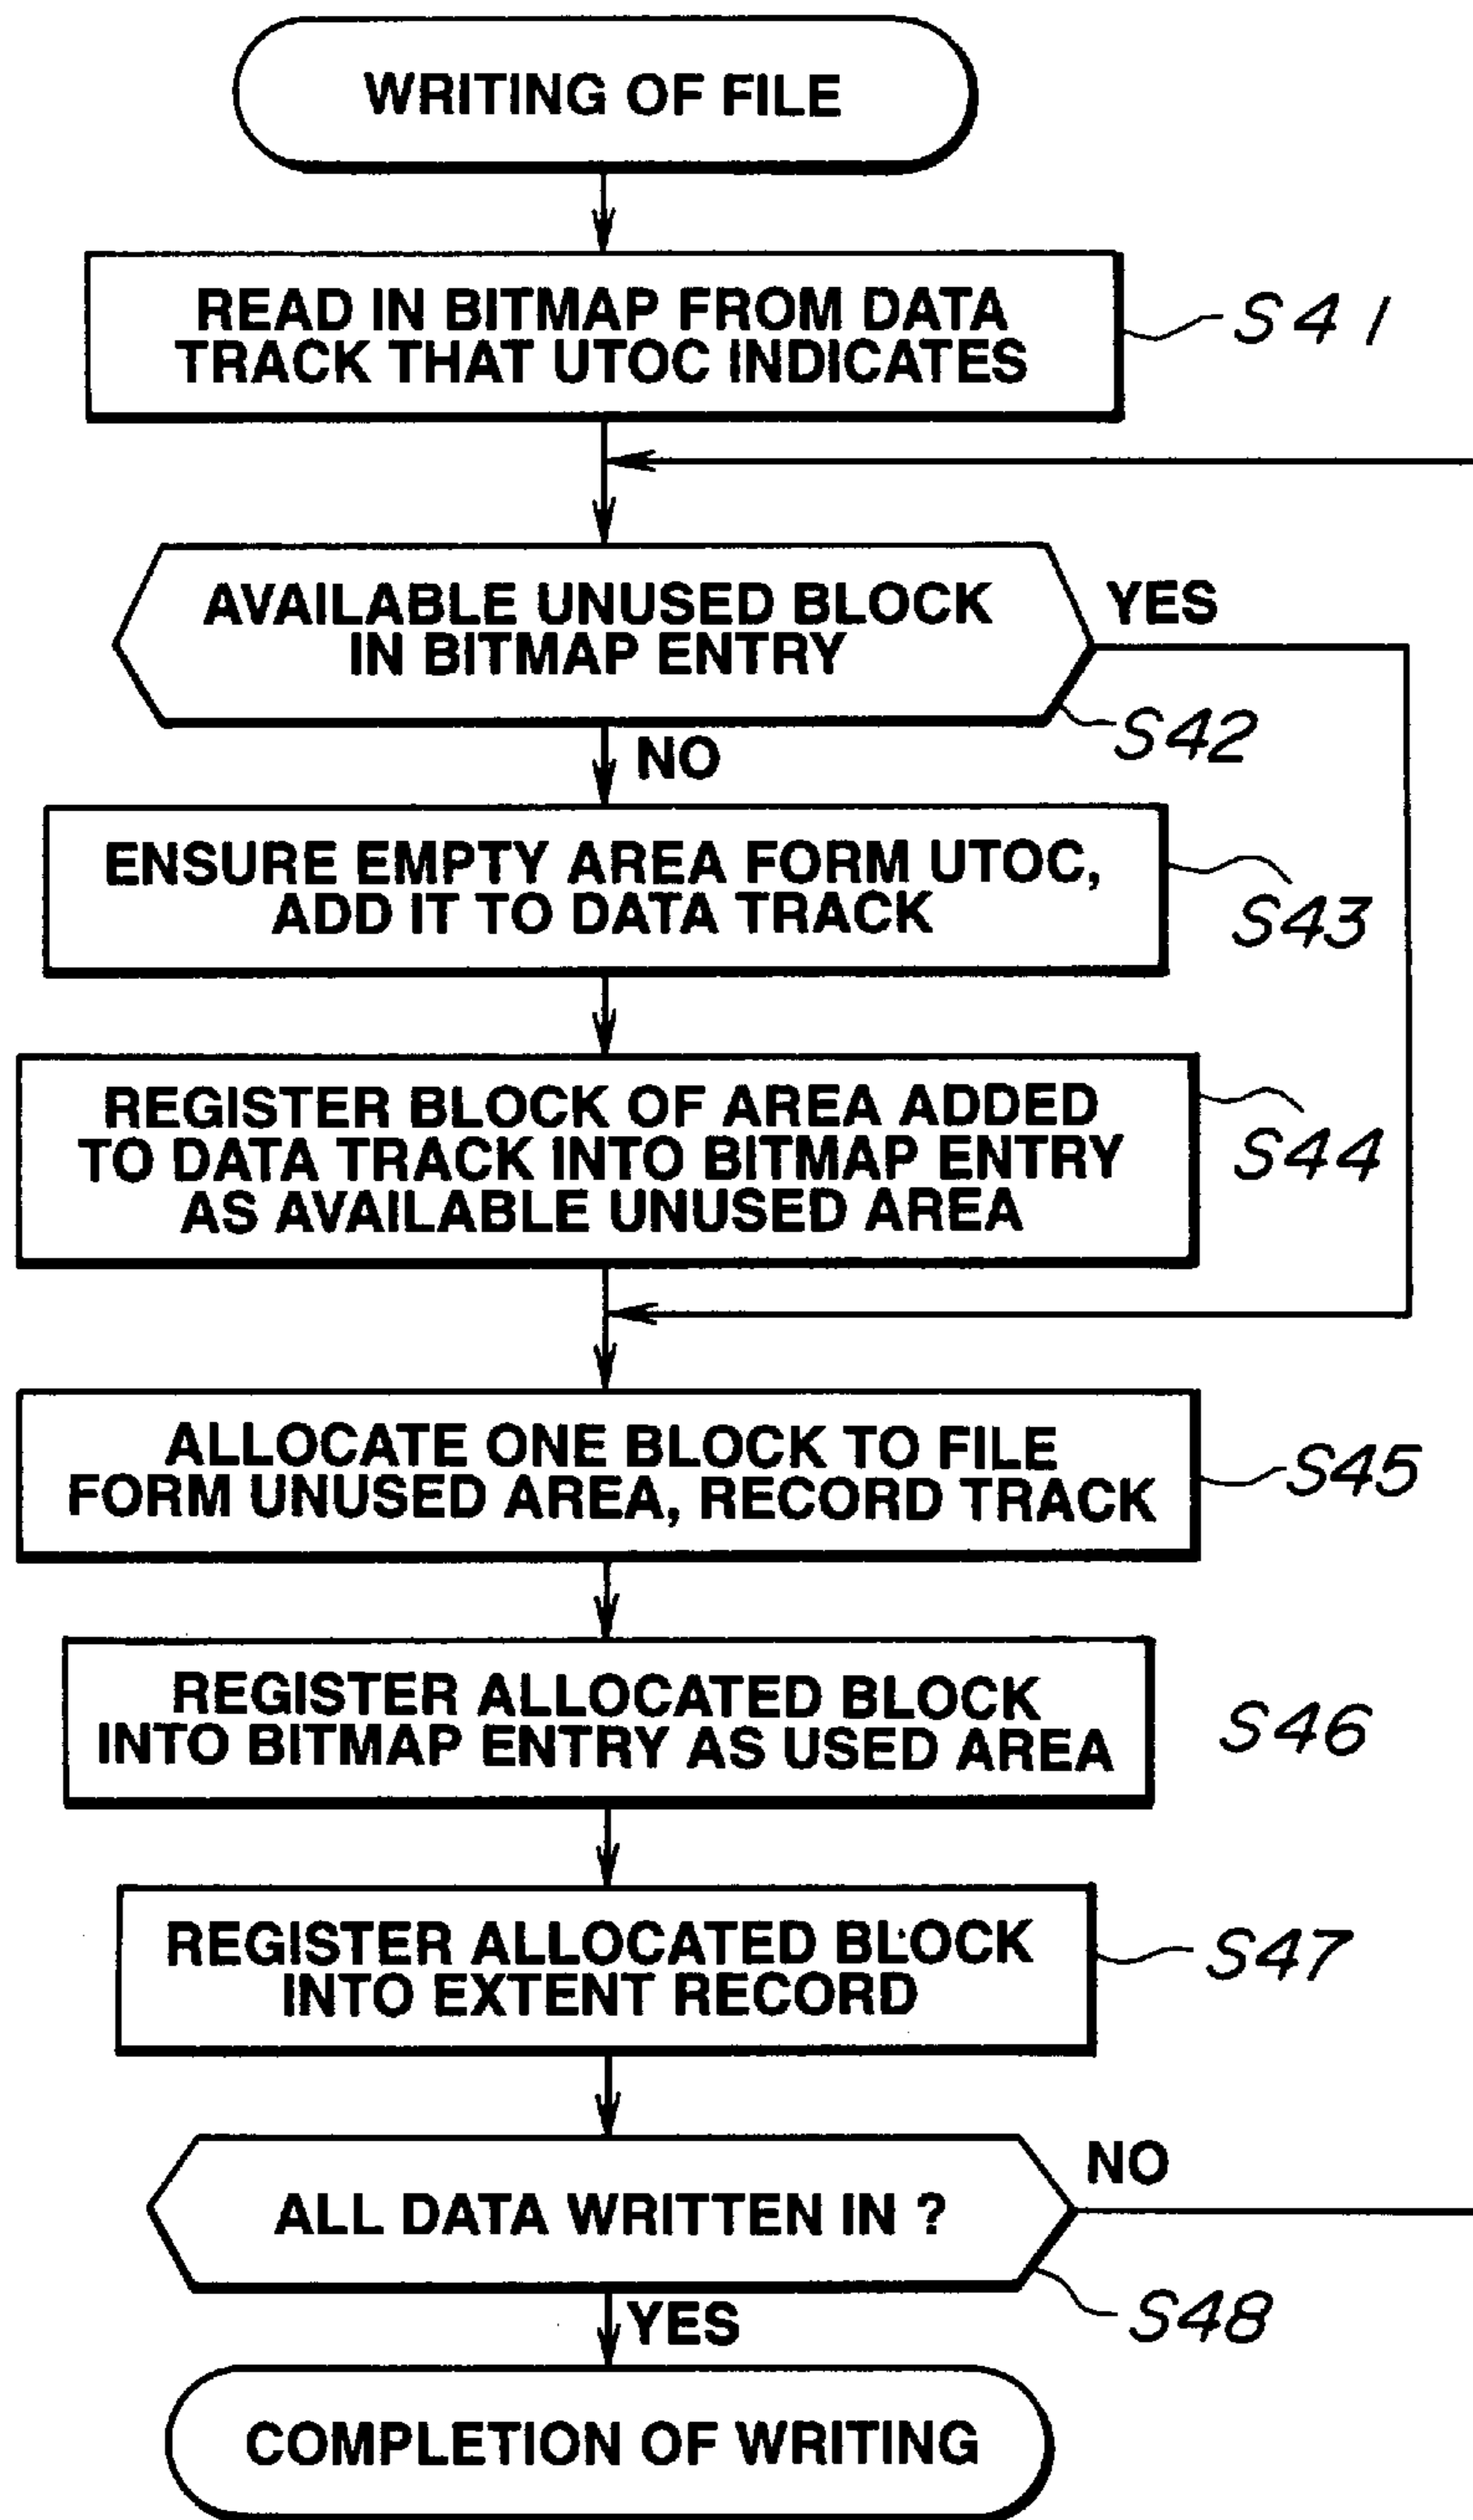 WRITING OF FILE
READ IN BITMAP FROM DATA
TRACK THAT UTOC INDICATES
S41
AVAILABLE UNUSED BLOCK
IN BITMAP ENTRY
YES
S42
NO
ENSURE EMPTY AREA FORM UTOC,
ADD IT TO DATA TRACK
S43
REGISTER BLOCK OF AREA ADDED
TO DATA TRACK INTO BITMAP ENTRY
AS AVAILABLE UNUSED AREA
S44
ALLOCATE ONE BLOCK TO FILE
FORM UNUSED AREA, RECORD TRACK
S45
REGISTER ALLOCATED BLOCK
INTO BITMAP ENTRY AS USED AREA
S46
REGISTER ALLOCATED BLOCK
INTO EXTENT RECORD
S47
ALL DATA WRITTEN IN ?
NO
S48
YES
COMPLETION OF WRITING